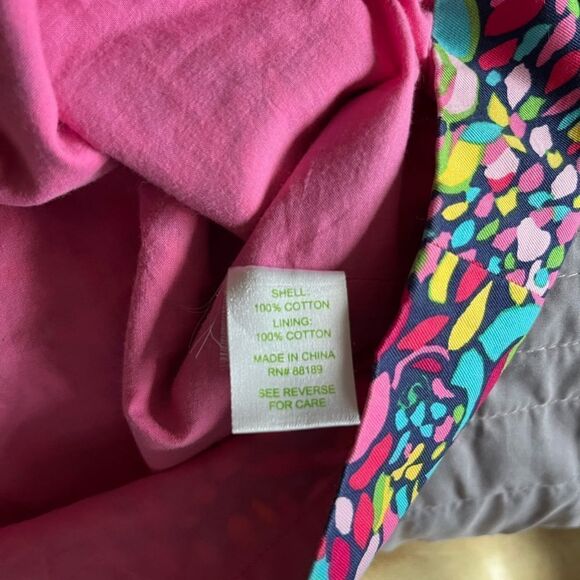 SHELL:
100% COTTON
LINING:
100% COTTON
MADE IN CHINA
RN# 88189
SEE REVERSE
FOR CARE